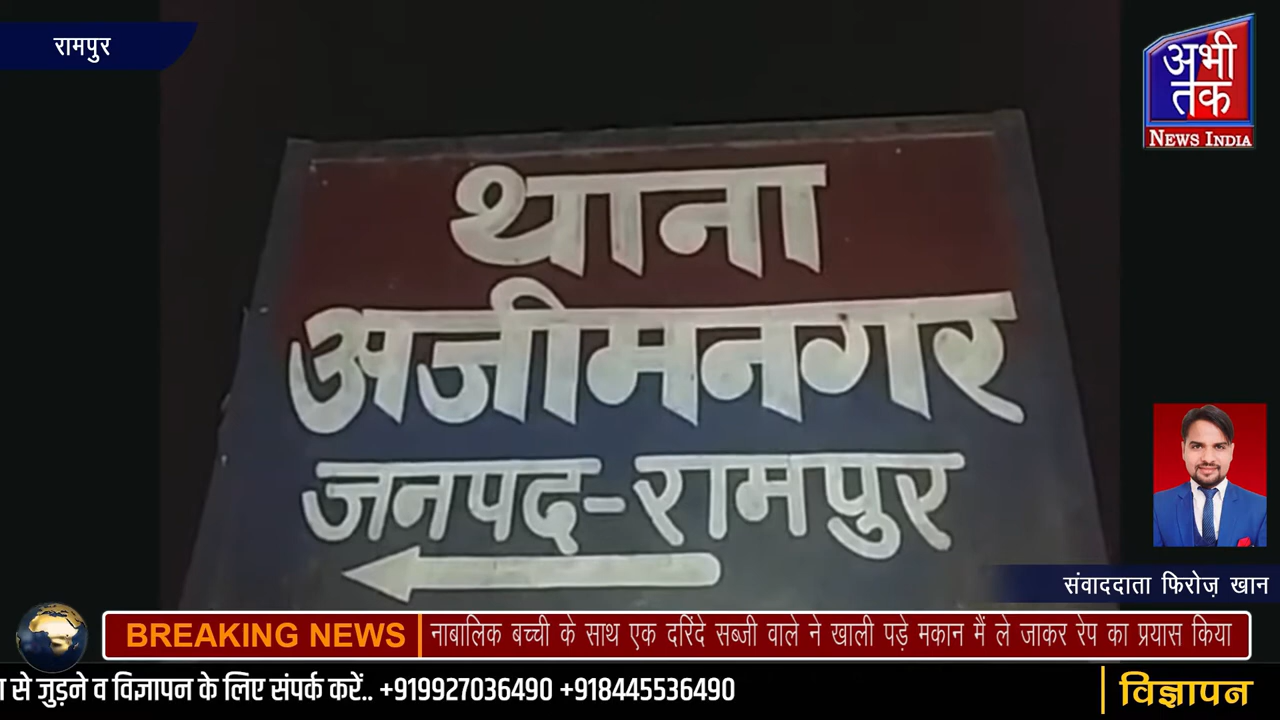 रामपुर
अभी
तक
NEWS INDIA
थाना
अजीमनगर
जनपद-रामपुर
संवाददाता फिरोज़ खान
BREAKING NEWS
नाबालिक बच्ची के साथ एक दरिंदे सब्जी वाले ने खाली पड़े मकान मैं ले जाकर रेप का प्रयास किया
से जुड़ने व विज्ञापन के लिए संपर्क करें.. +919927036490 +918445536490
विज्ञापन